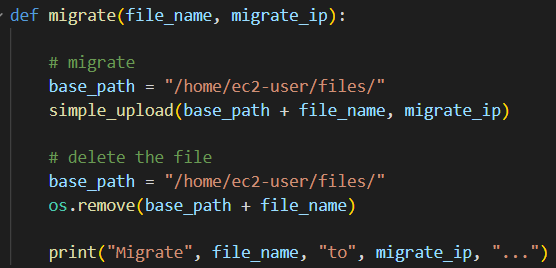 def migrate(file_name, migrate_ip):
# migrate
base_path = "/home/ec2-user/files/"
simple_upload(base_path + file_name, migrate_ip)
# delete the file
base_path = "/home/ec2-user/files/"
os.remove(base_path + file_name)
print("Migrate", file_name, "to", migrate_ip, "...")